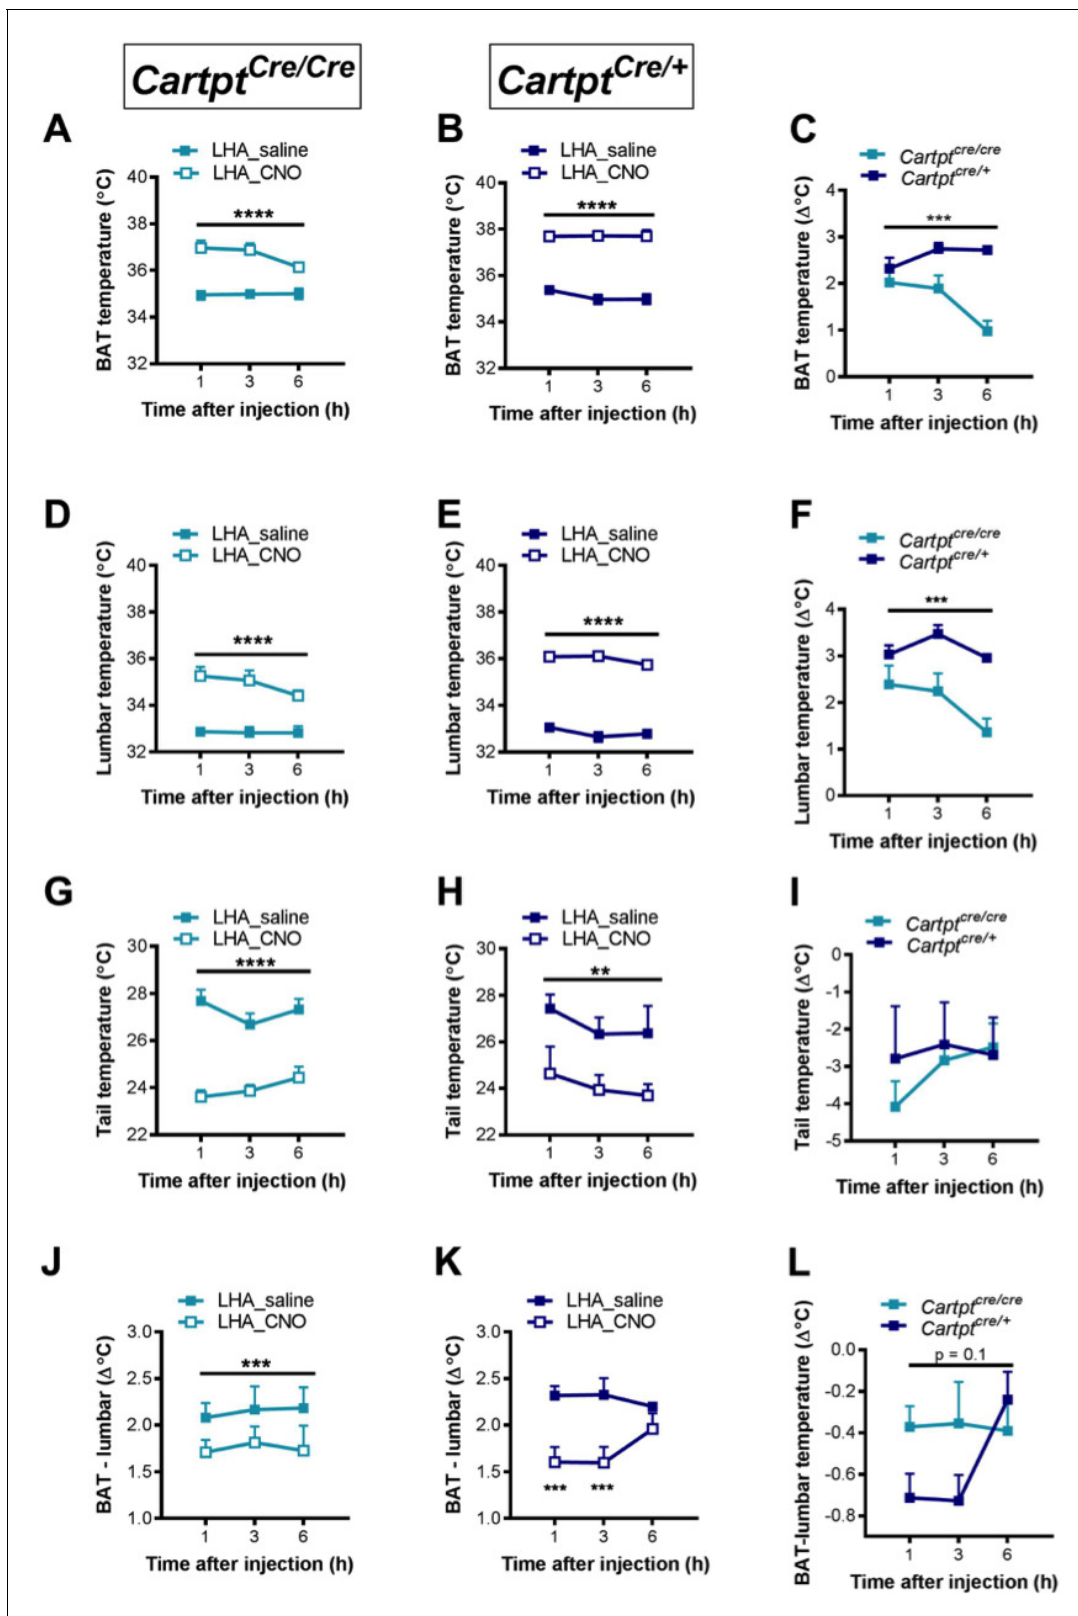 Cartpt^Cre/Cre
Cartpt^Cre/+
A
LHA_saline
LHA_CNO
****
BAT temperature (°C)
40
38
36
34
32
1 3 6
Time after injection (h)
B
LHA_saline
LHA_CNO
****
BAT temperature (°C)
40
38
36
34
32
1 3 6
Time after injection (h)
C
Cartpt^cre/cre
Cartpt^cre/+
***
BAT temperature (Δ°C)
4
3
2
1
0
1 3 6
Time after injection (h)
D
LHA_saline
LHA_CNO
****
Lumbar temperature (°C)
40
38
36
33
32
1 3 6
Time after injection (h)
E
LHA_saline
LHA_CNO
****
Lumbar temperature (°C)
40
38
36
33
32
1 3 6
Time after injection (h)
F
Cartpt^cre/cre
Cartpt^cre/+
***
Lumbar temperature (Δ°C)
4
3
2
1
0
1 3 6
Time after injection (h)
G
LHA_saline
LHA_CNO
****
Tail temperature (°C)
30
28
26
24
22
1 3 6
Time after injection (h)
H
LHA_saline
LHA_CNO
**
Tail temperature (°C)
30
28
26
24
22
1 3 6
Time after injection (h)
I
Cartpt^cre/cre
Cartpt^cre/+
Tail temperature (Δ°C)
0
-1
-2
-3
-4
-5
1 3 6
Time after injection (h)
J
LHA_saline
LHA_CNO
***
BAT - lumbar (Δ°C)
3.0
2.5
2.0
1.5
1.0
1 3 6
Time after injection (h)
K
LHA_saline
LHA_CNO
BAT - lumbar (Δ°C)
3.0
2.5
2.0
1.5
1.0
*** ***
1 3 6
Time after injection (h)
L
Cartpt^cre/cre
Cartpt^cre/+
p = 0.1
BAT-lumbar temperature (Δ°C)
0.0
-0.2
-0.4
-0.6
-0.8
1 3 6
Time after injection (h)